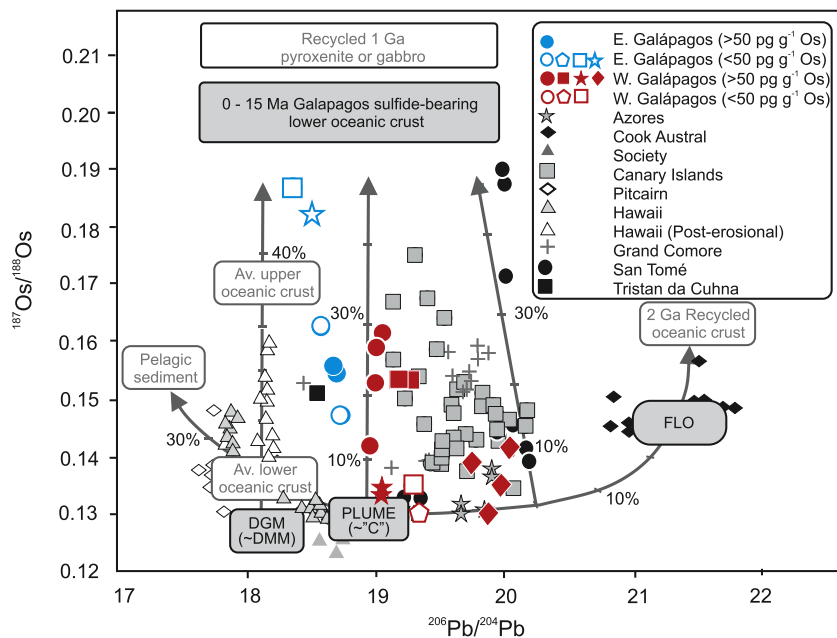 0.21
0.20
0.19
0.18
0.17
0.16
0.15
0.14
0.13
0.12
187Os/188Os
17
18
19
20
21
22
206Pb/204Pb
Recycled 1 Ga
pyroxenite or gabbro
0 - 15 Ma Galapagos sulfide-bearing
lower oceanic crust
E. Galápagos (>50 pg g-1 Os)
E. Galápagos (<50 pg g-1 Os)
W. Galápagos (>50 pg g-1 Os)
W. Galápagos (<50 pg g-1 Os)
Azores
Cook Austral
Society
Canary Islands
Pitcairn
Hawaii
Hawaii (Post-erosional)
Grand Comore
San Tomé
Tristan da Cuhna
40%
Av. upper
oceanic crust
30%
30%
2 Ga Recycled
oceanic crust
Pelagic
sediment
30%
10%
10%
FLO
Av. lower
oceanic crust
10%
DGM
(~DMM)
PLUME
(~"C")